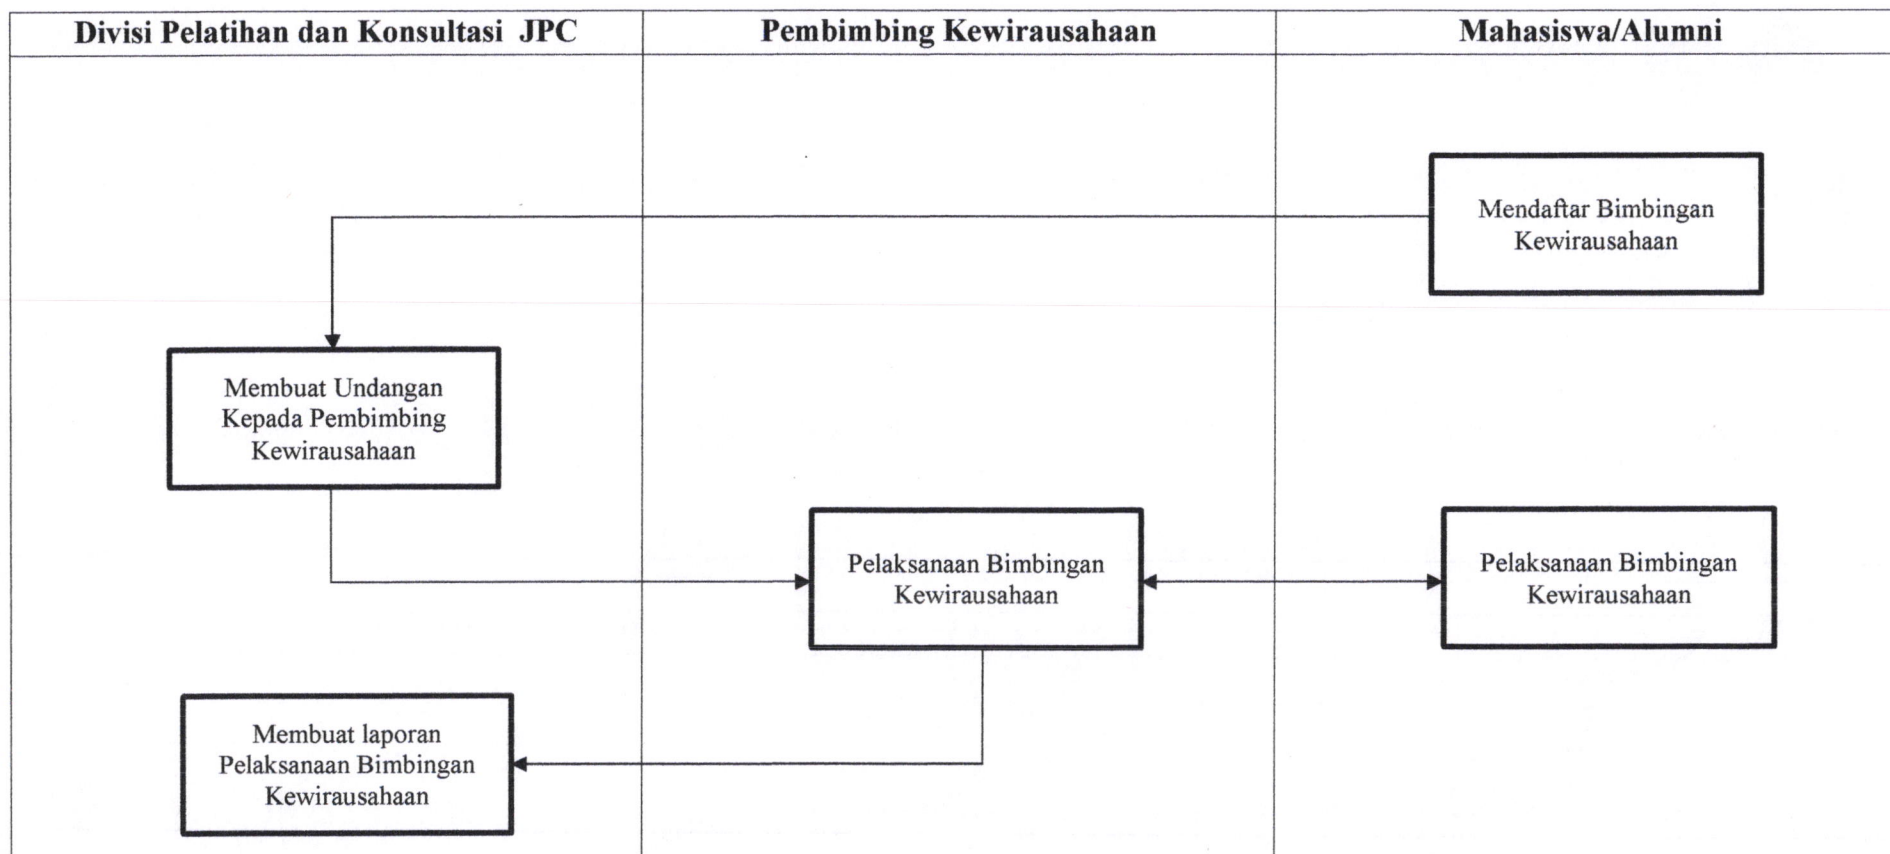 Divisi Pelatihan dan Konsultasi JPC
Pembimbing Kewirausahaan
Mahasiswa/Alumni
Mendaftar Bimbingan
Kewirausahaan
Membuat Undangan
Kepada Pembimbing
Kewirausahaan
Pelaksanaan Bimbingan
Kewirausahaan
Pelaksanaan Bimbingan
Kewirausahaan
Membuat laporan
Pelaksanaan Bimbingan
Kewirausahaan